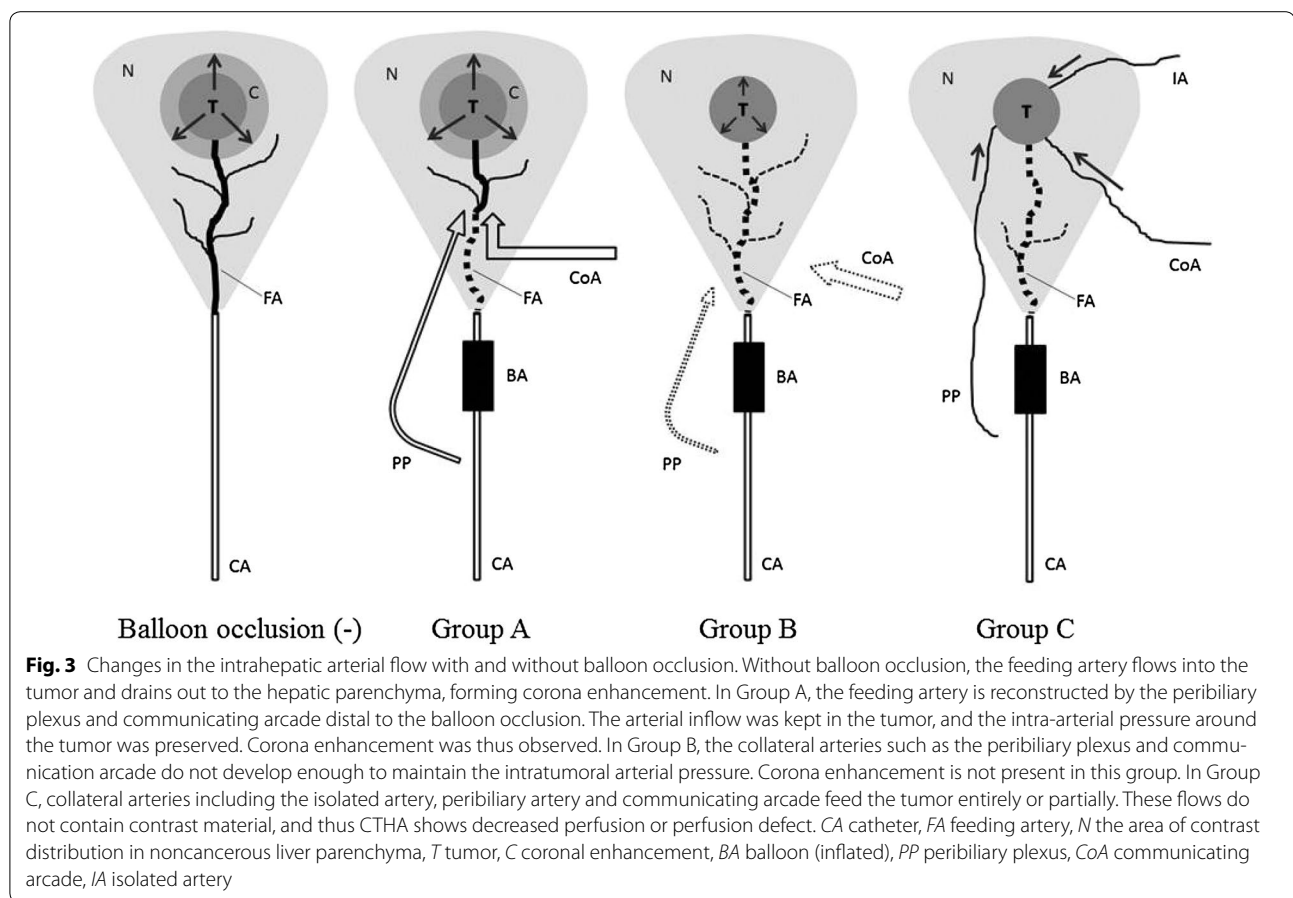 N N N N
C C
T T T T
IA
CoA CoA CoA
FA FA FA FA
BA BA BA
PP PP PP
CA CA CA CA
Balloon occlusion (-) Group A Group B Group C
Fig. 3 Changes in the intrahepatic arterial flow with and without balloon occlusion. Without balloon occlusion, the feeding artery flows into the
tumor and drains out to the hepatic parenchyma, forming corona enhancement. In Group A, the feeding artery is reconstructed by the peribiliary
plexus and communicating arcade distal to the balloon occlusion. The arterial inflow was kept in the tumor, and the intra-arterial pressure around
the tumor was preserved. Corona enhancement was thus observed. In Group B, the collateral arteries such as the peribiliary plexus and commu-
nication arcade do not develop enough to maintain the intratumoral arterial pressure. Corona enhancement is not present in this group. In Group
C, collateral arteries including the isolated artery, peribiliary artery and communicating arcade feed the tumor entirely or partially. These flows do
not contain contrast material, and thus CTHA shows decreased perfusion or perfusion defect. CA catheter, FA feeding artery, N the area of contrast
distribution in noncancerous liver parenchyma, T tumor, C coronal enhancement, BA balloon (inflated), PP peribiliary plexus, CoA communicating
arcade, IA isolated artery